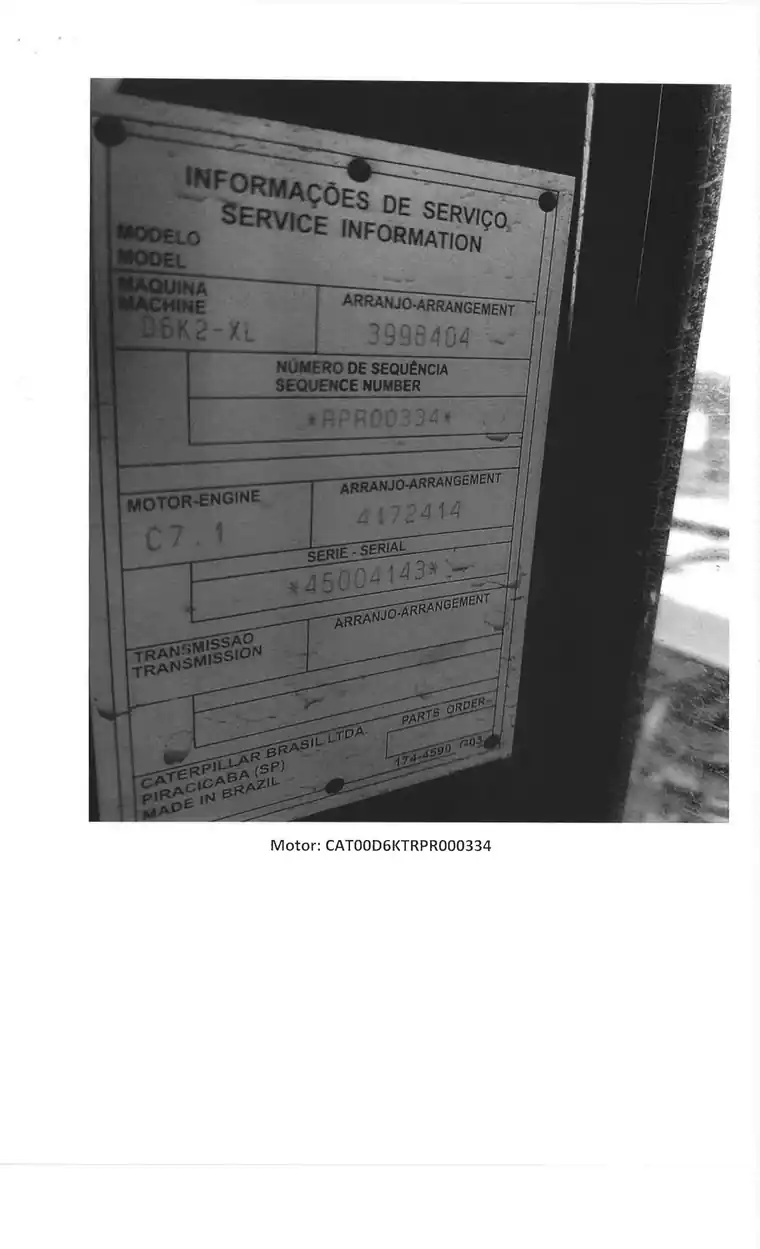 INFORMAÇÕES DE SERVIÇO
SERVICE INFORMATION
MODELO
MODEL
MAQUINA
MACHINE
ARRANJO-ARRANGEMENT
D6K2-XL
3998404
NÚMERO DE SEQUÊNCIA
SEQUENCE NUMBER
*RPR00334*
MOTOR-ENGINE
ARRANJO-ARRANGEMENT
C7.1
4172414
SERIE - SERIAL
*45004143*
TRANSMISSAO
TRANSMISSION
ARRANJO-ARRANGEMENT
CATERPILLAR BRASIL LTDA.
PIRACICABA (SP)
MADE IN BRAZIL
PARTS ORDER
174-4590
Motor: CAT00D6KTRPR000334